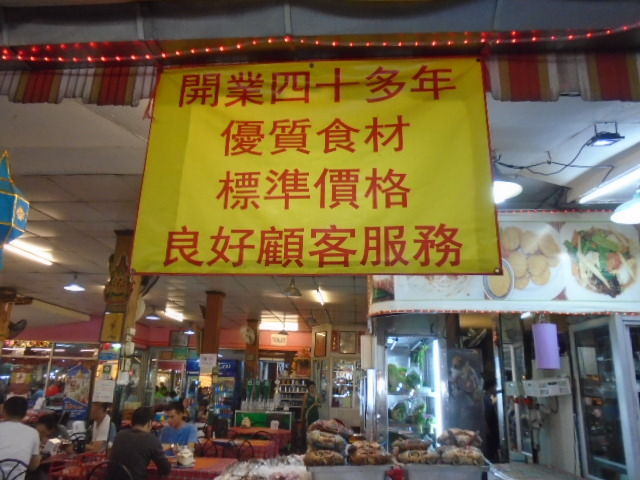 開業四十多年
優質食材
標準價格
良好顧客服務